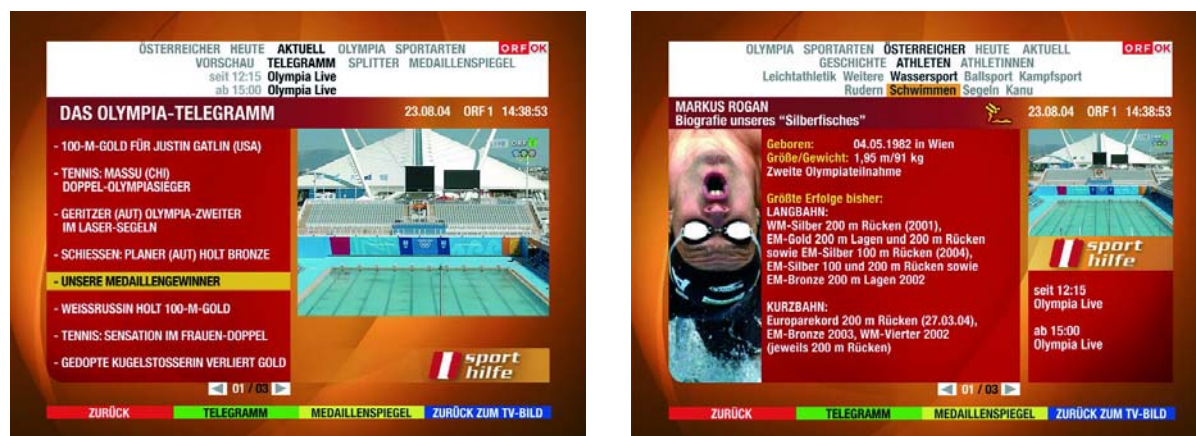 ÖSTERREICHER HEUTE AKTUELL OLYMPIA SPORTARTEN
ORF OK
VORSCHAU TELEGRAMM SPLITTER MEDAILLENSPIEGEL
seit 12:15 Olympia Live
ab 15:00 Olympia Live
DAS OLYMPIA-TELEGRAMM
23.08.04 ORF 1 14:38:53
- 100-M-GOLD FÜR JUSTIN GATLIN (USA)
- TENNIS: MASSU (CHI)
DOPPEL-OLYMPIASIEGER
- GERITZER (AUT) OLYMPIA-ZWEITER
IM LASER-SEGELN
- SCHIESSEN: PLANER (AUT) HOLT BRONZE
- UNSERE MEDAILLENGEWINNER
- WEISSRUSSIN HOLT 100-M-GOLD
- TENNIS: SENSATION IM FRAUEN-DOPPEL
- GEDOPTE KUGELSTOSSERIN VERLIERT GOLD
sport
hilfe
01 / 03
ZURÜCK TELEGRAMM MEDAILLENSPIEGEL ZURÜCK ZUM TV-BILD
OLYMPIA SPORTARTEN ÖSTERREICHER HEUTE AKTUELL
ORF OK
GESCHICHTE ATHLETEN ATHLETINNEN
Leichtathletik Weitere Wassersport Ballsport Kampfsport
Rudern Schwimmen Segeln Kanu
MARKUS ROGAN
Biografie unseres "Silberfisches"
23.08.04 ORF 1 14:38:53
Geboren: 04.05.1982 in Wien
Größe/Gewicht: 1,95 m/91 kg
Zweite Olympiateilnahme
Größte Erfolge bisher:
LANGBAHN:
WM-Silber 200 m Rücken (2001),
EM-Gold 200 m Lagen und 200 m Rücken
sowie EM-Silber 100 m Rücken (2004),
EM-Silber 100 und 200 m Rücken sowie
EM-Bronze 200 m Lagen 2002
KURZBAHN:
Europarekord 200 m Rücken (27.03.04),
EM-Bronze 2003, WM-Vierter 2002
(jeweils 200 m Rücken)
sport
hilfe
seit 12:15
Olympia Live
ab 15:00
Olympia Live
01 / 03
ZURÜCK TELEGRAMM MEDAILLENSPIEGEL ZURÜCK ZUM TV-BILD